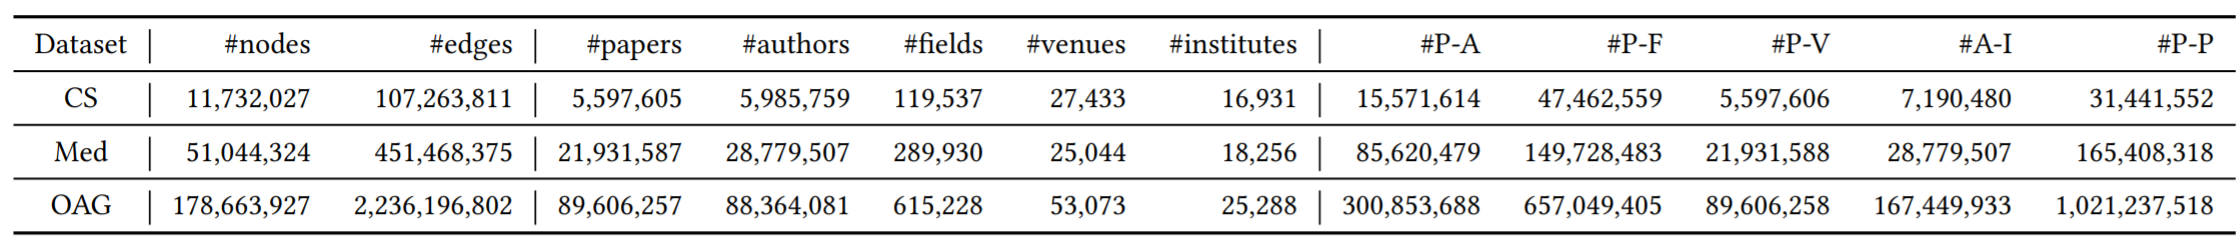 Dataset #nodes #edges #papers #authors #fields #venues #institutes #P-A #P-F #P-V #A-I #P-P
CS 11,732,027 107,263,811 5,597,605 5,985,759 119,537 27,433 16,931 15,571,614 47,462,559 5,597,606 7,190,480 31,441,552
Med 51,044,324 451,468,375 21,931,587 28,779,507 289,930 25,044 18,256 85,620,479 149,728,483 21,931,588 28,779,507 165,408,318
OAG 178,663,927 2,236,196,802 89,606,257 88,364,081 615,228 53,073 25,288 300,853,688 657,049,405 89,606,258 167,449,933 1,021,237,518